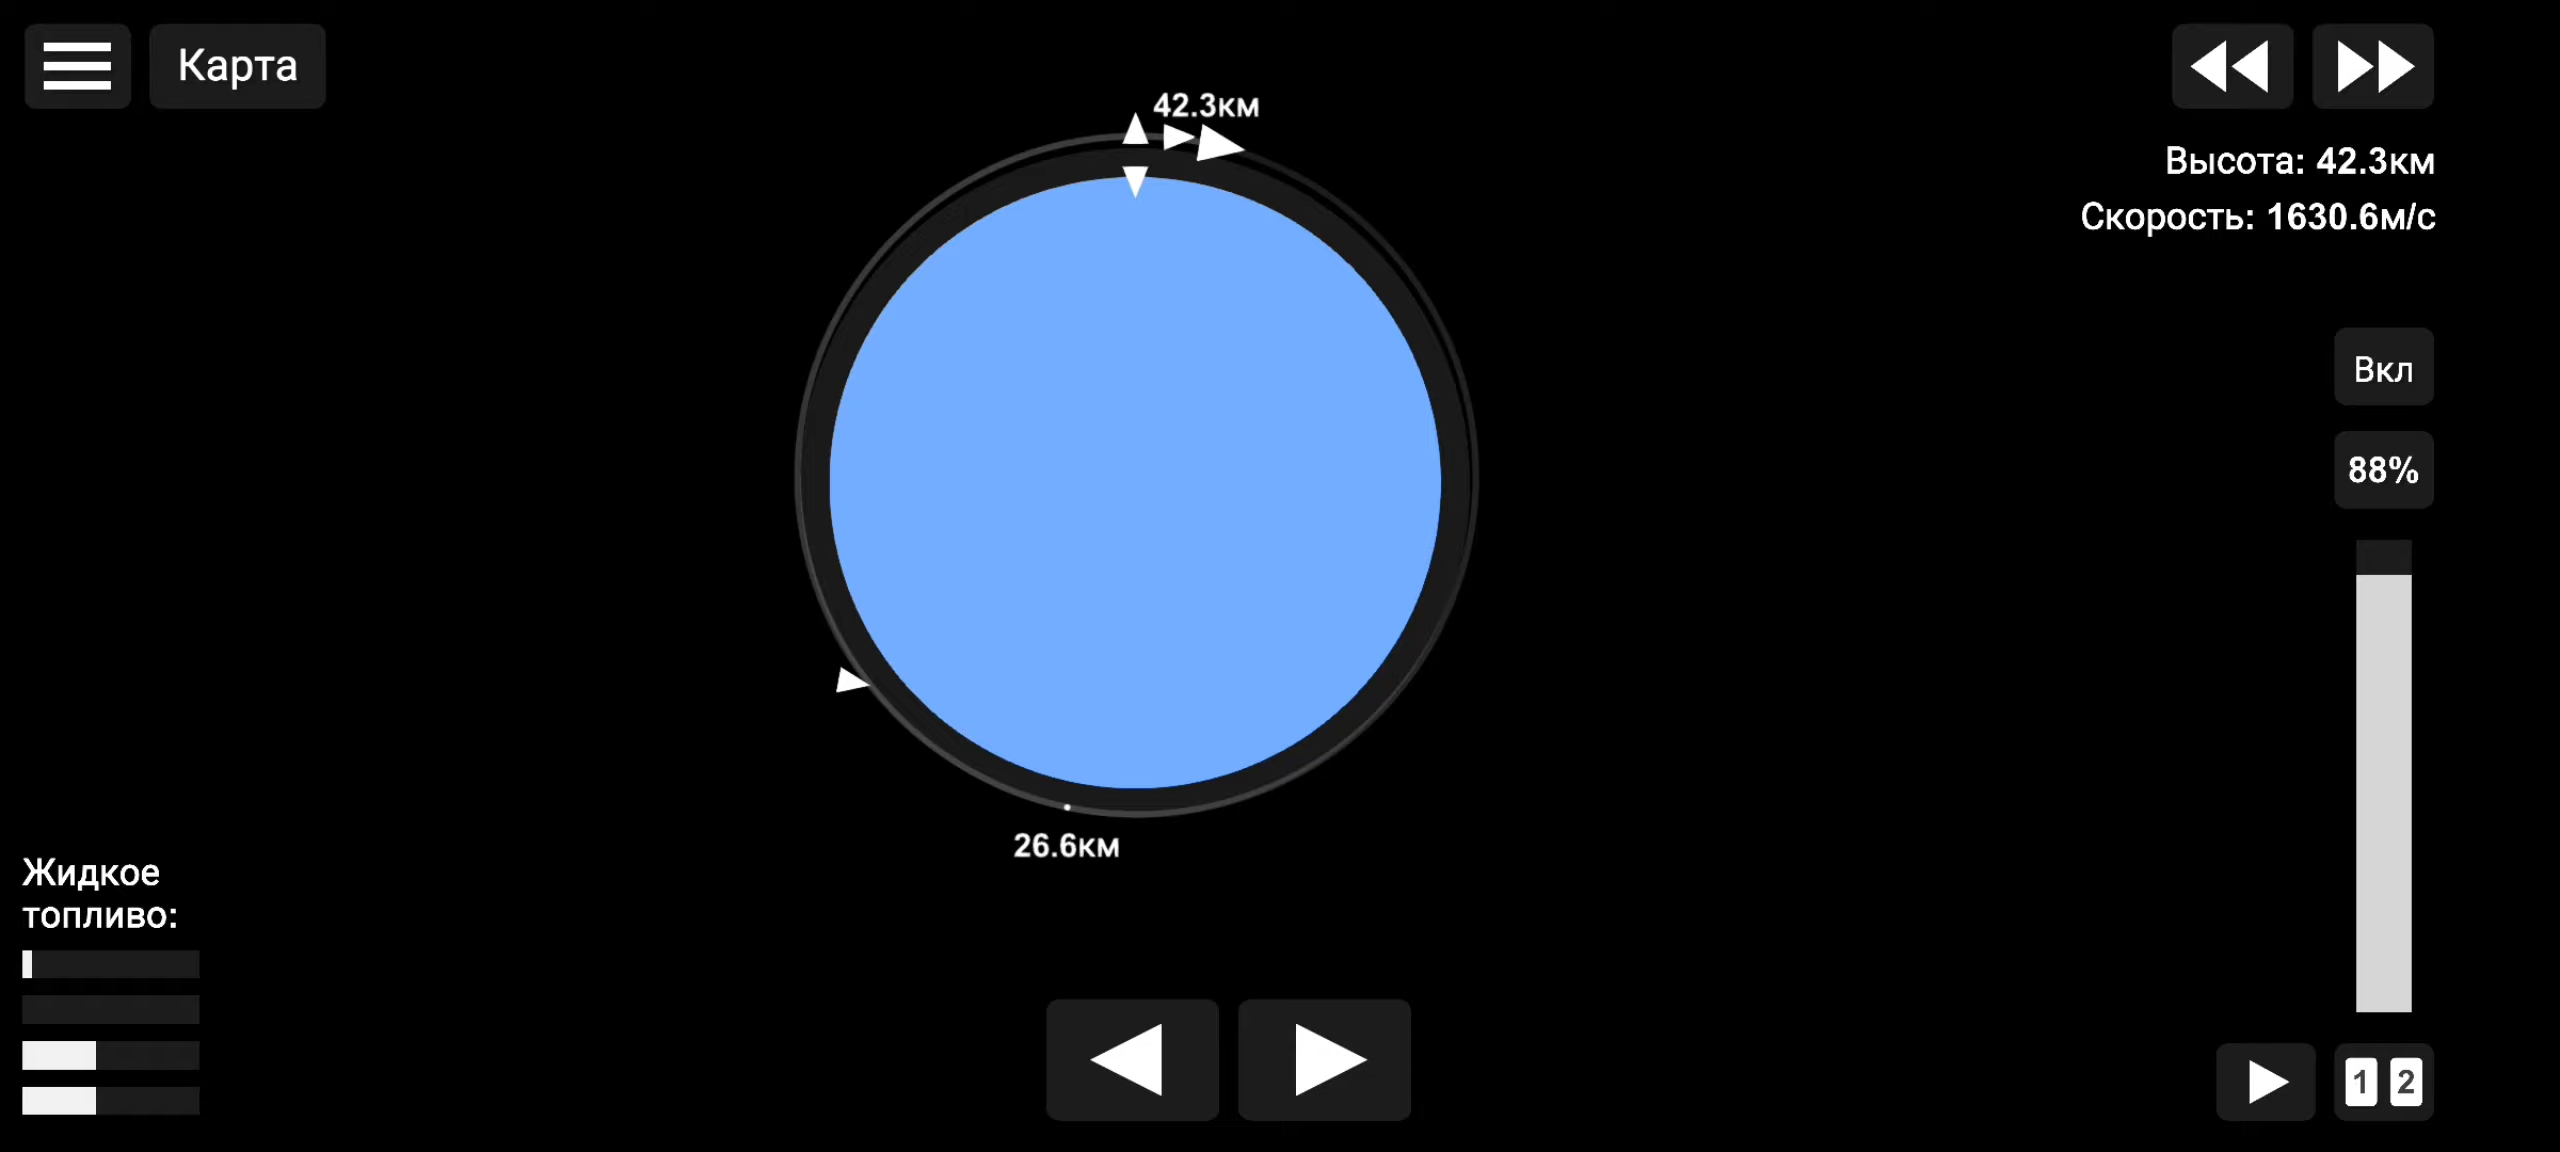 Карта
42.3км
Высота: 42.3км
Скорость: 1630.6м/с
Вкл
88%
26.6км
Жидкое
топливо:
1 2